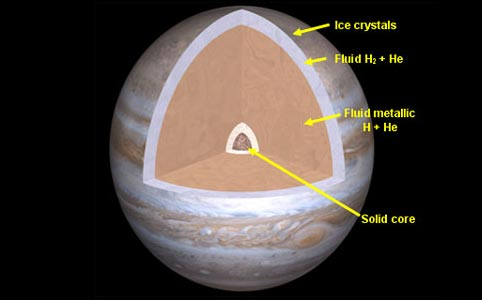 Ice crystals
Fluid H₂ + He
Fluid metallic
H + He
Solid core